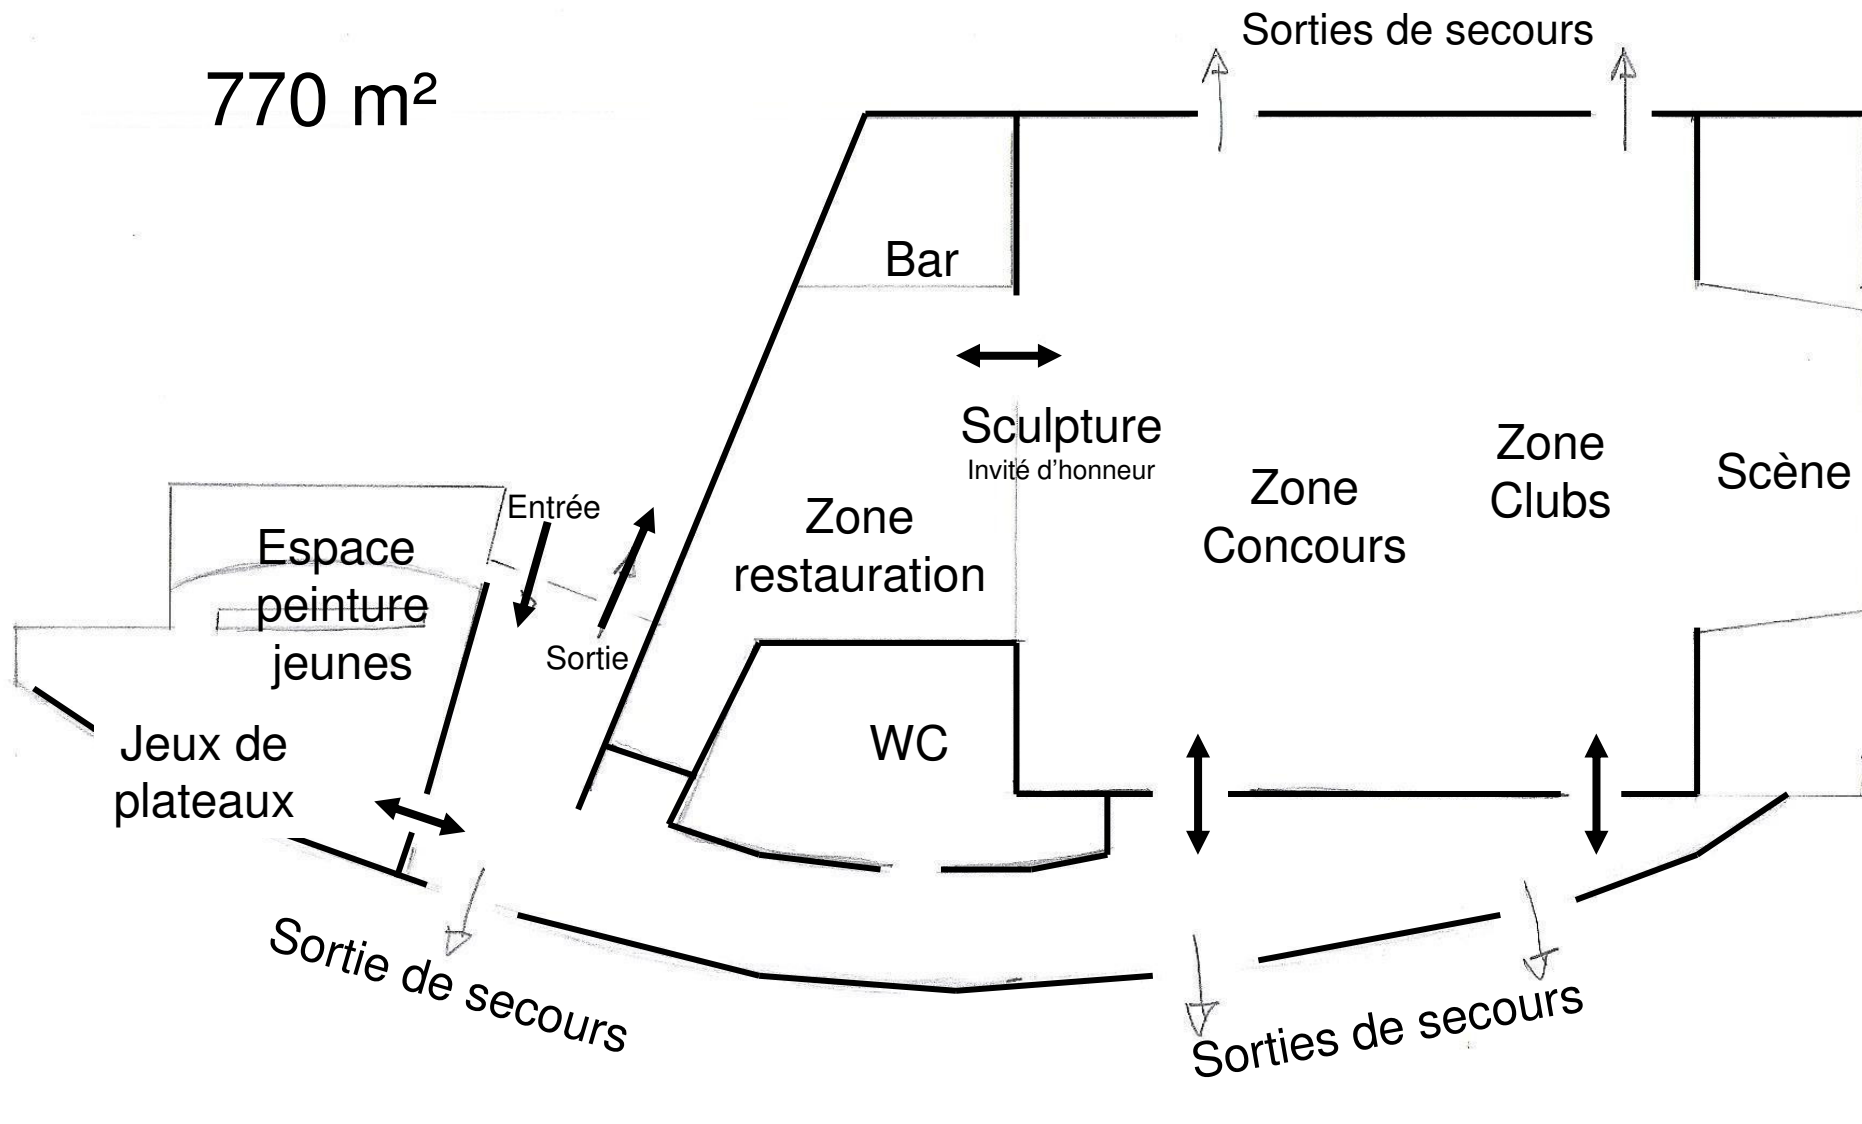 Sorties de secours
770 m²
Bar
Sculpture
Invité d’honneur
Zone
Clubs
Scène
Zone
Concours
Zone
restauration
Entrée
Espace
peinture
jeunes
Sortie
Jeux de
plateaux
WC
Sortie de secours
Sorties de secours